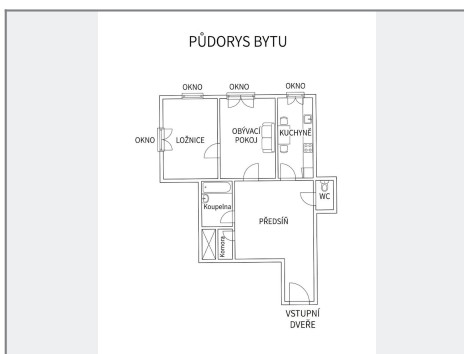 PŮDORYS BYTU
OKNO
OKNO
OKNO
OKNO
LOŽNICE
OBÝVACÍ
POKOJ
KUCHYNĚ
Koupelna
WC
PŘEDSÍŇ
Komora
VSTUPNÍ
DVEŘE